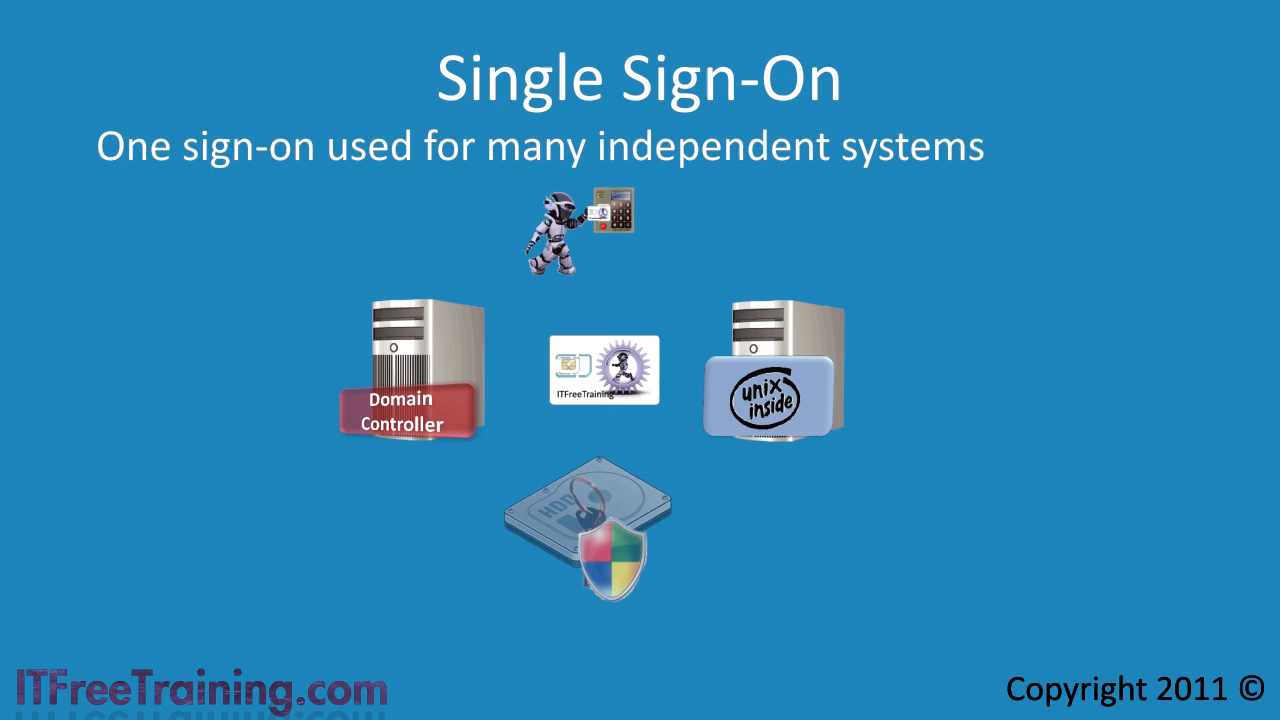 Single Sign-On
One sign-on used for many independent systems
Domain
Controller
ITFreeTraining
unix
inside
HDD
ITFreeTraining.com
Copyright 2011 ©